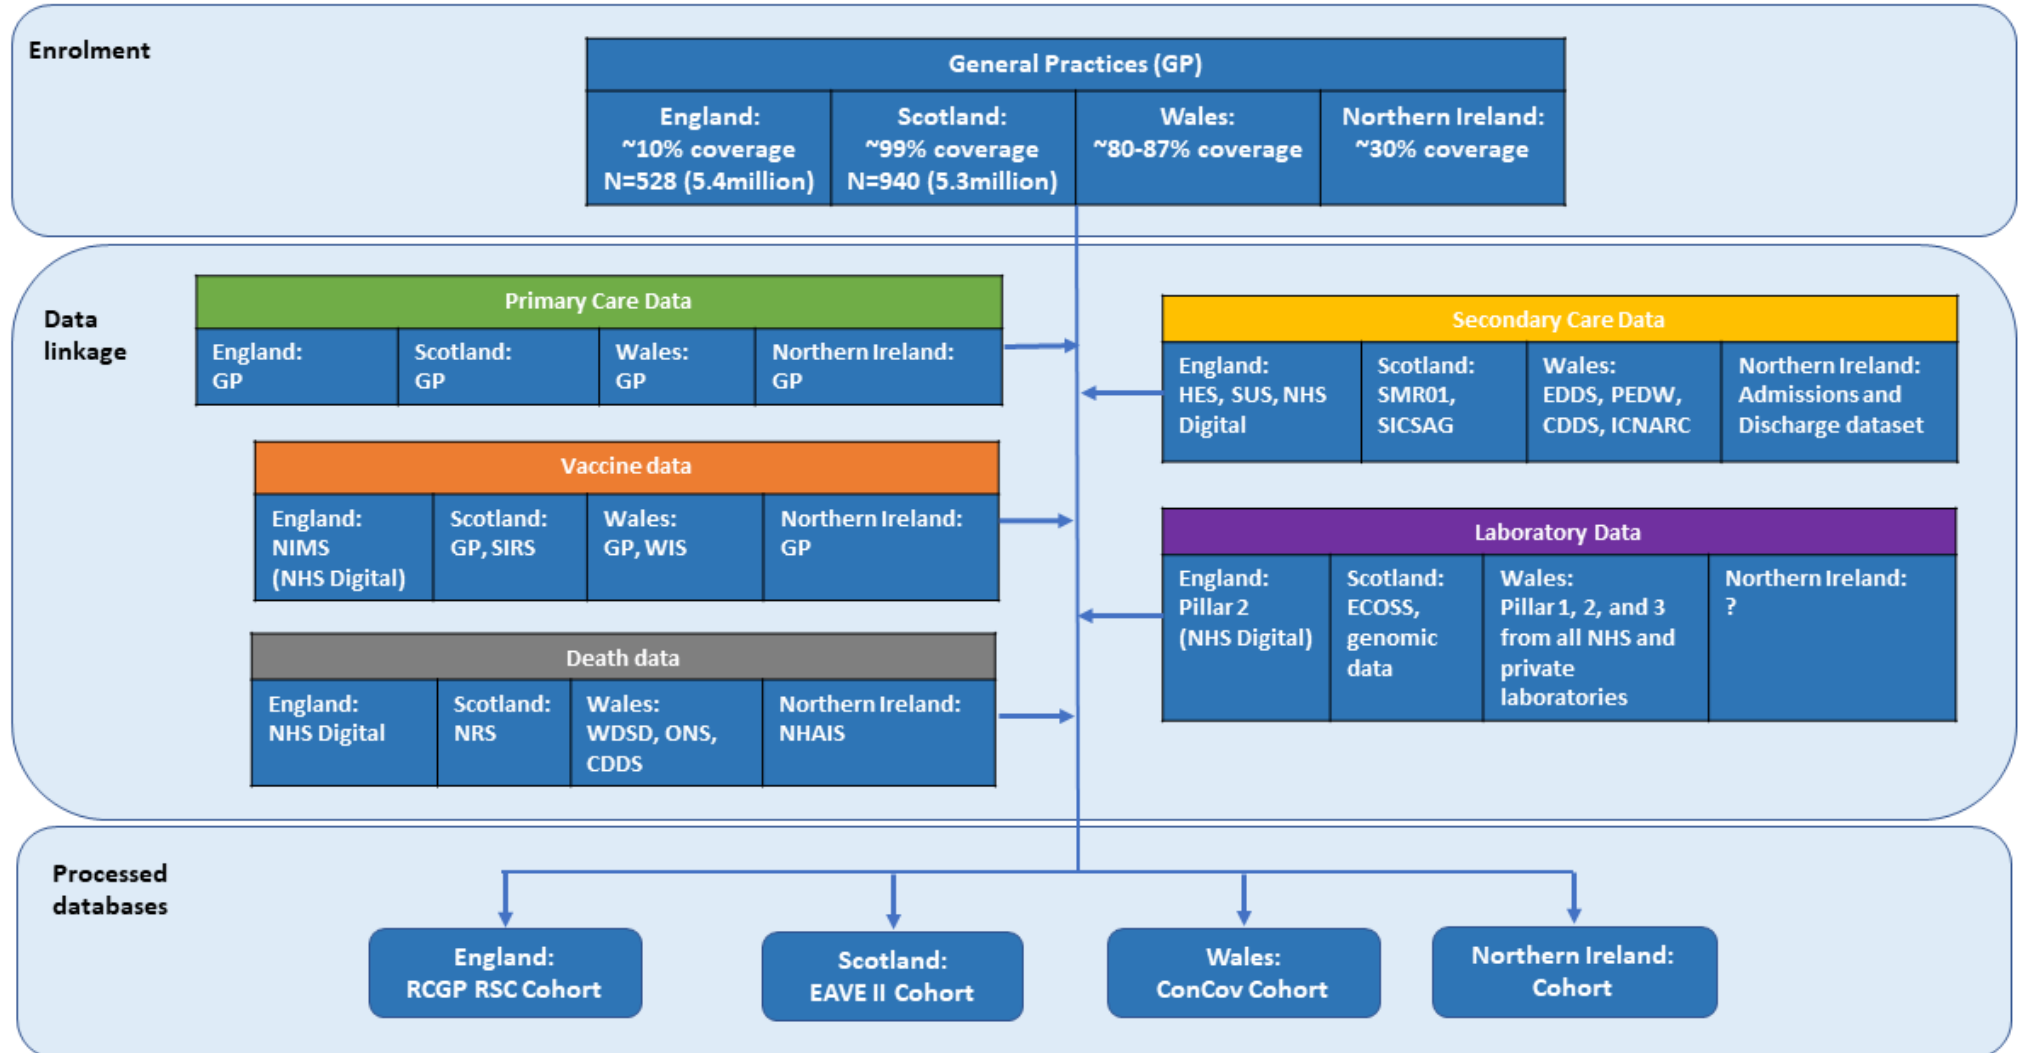 Enrolment
General Practices (GP)
England:
~10% coverage
N=528 (5.4million)
Scotland:
~99% coverage
N=940 (5.3million)
Wales:
~80-87% coverage
Northern Ireland:
~30% coverage
Data
linkage
Primary Care Data
England:
GP
Scotland:
GP
Wales:
GP
Northern Ireland:
GP
Secondary Care Data
England:
HES, SUS, NHS
Digital
Scotland:
SMR01,
SICSAG
Wales:
EDDS, PEDW,
CDDS, ICNARC
Northern Ireland:
Admissions and
Discharge dataset
Vaccine data
England:
NIMS
(NHS Digital)
Scotland:
GP, SIRS
Wales:
GP, WIS
Northern Ireland:
GP
Laboratory Data
England:
Pillar 2
(NHS Digital)
Scotland:
ECOSS,
genomic
data
Wales:
Pillar 1, 2, and 3
from all NHS and
private
laboratories
Northern Ireland:
?
Death data
England:
NHS Digital
Scotland:
NRS
Wales:
WDSD, ONS,
CDDS
Northern Ireland:
NHAIS
Processed
databases
England:
RCGP RSC Cohort
Scotland:
EAVE II Cohort
Wales:
ConCov Cohort
Northern Ireland:
Cohort